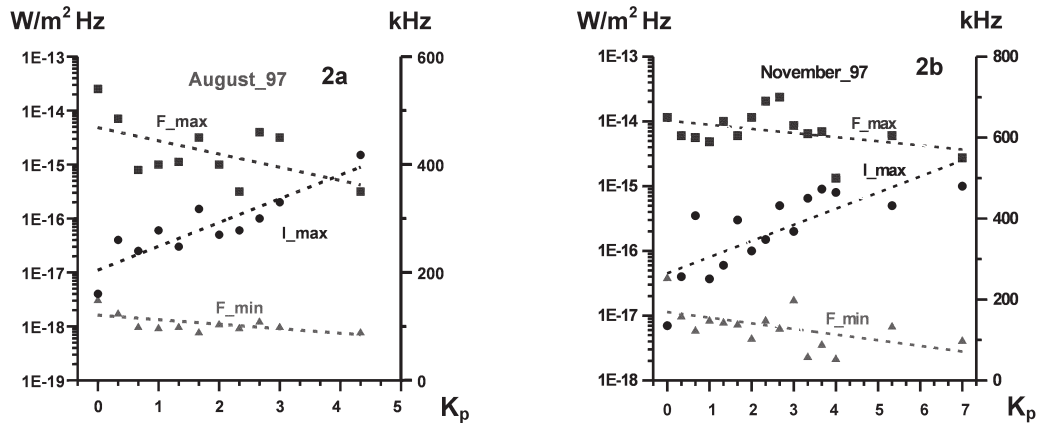 W/m² Hz
kHz
August_97
2a
1E-13
1E-14
1E-15
1E-16
1E-17
1E-18
1E-19
600
400
200
0
F_max
I_max
F_min
0 1 2 3 4 5
Kp
W/m² Hz
kHz
November_97
2b
1E-13
1E-14
1E-15
1E-16
1E-17
1E-18
800
600
400
200
0
F_max
I_max
F_min
0 1 2 3 4 5 6 7
Kp